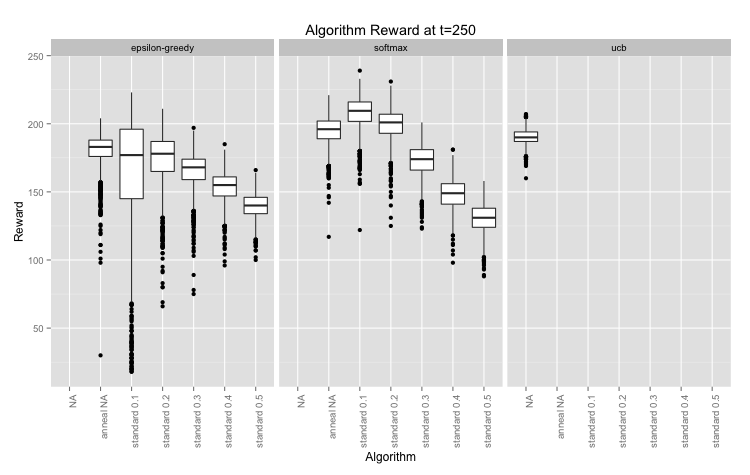 Algorithm Reward at t=250
epsilon-greedy softmax ucb
250
200
150
100
50
Reward
NA anneal NA standard 0.1 standard 0.2 standard 0.3 standard 0.4 standard 0.5 NA anneal NA standard 0.1 standard 0.2 standard 0.3 standard 0.4 standard 0.5 NA anneal NA standard 0.1 standard 0.2 standard 0.3 standard 0.4 standard 0.5
Algorithm